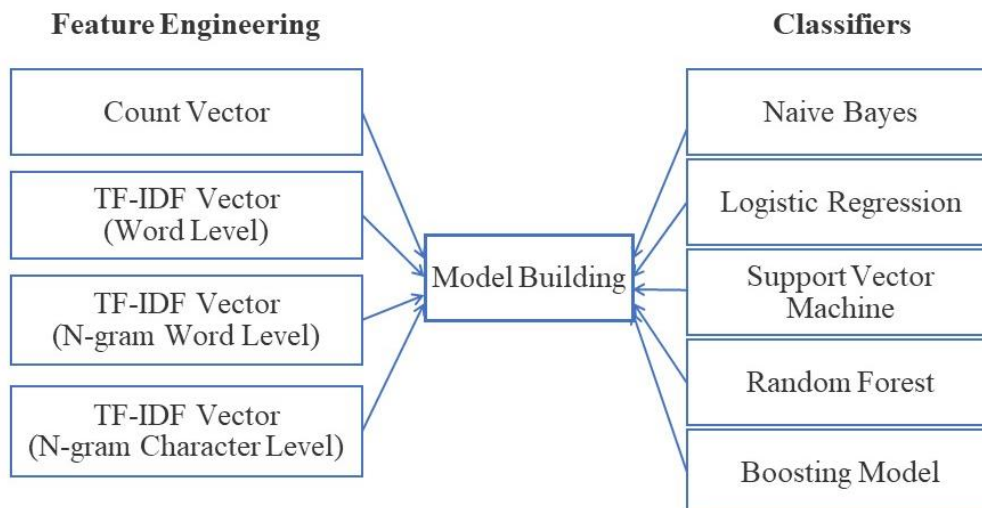 Feature Engineering
Count Vector
TF-IDF Vector
(Word Level)
TF-IDF Vector
(N-gram Word Level)
TF-IDF Vector
(N-gram Character Level)
Model Building
Classifiers
Naive Bayes
Logistic Regression
Support Vector
Machine
Random Forest
Boosting Model